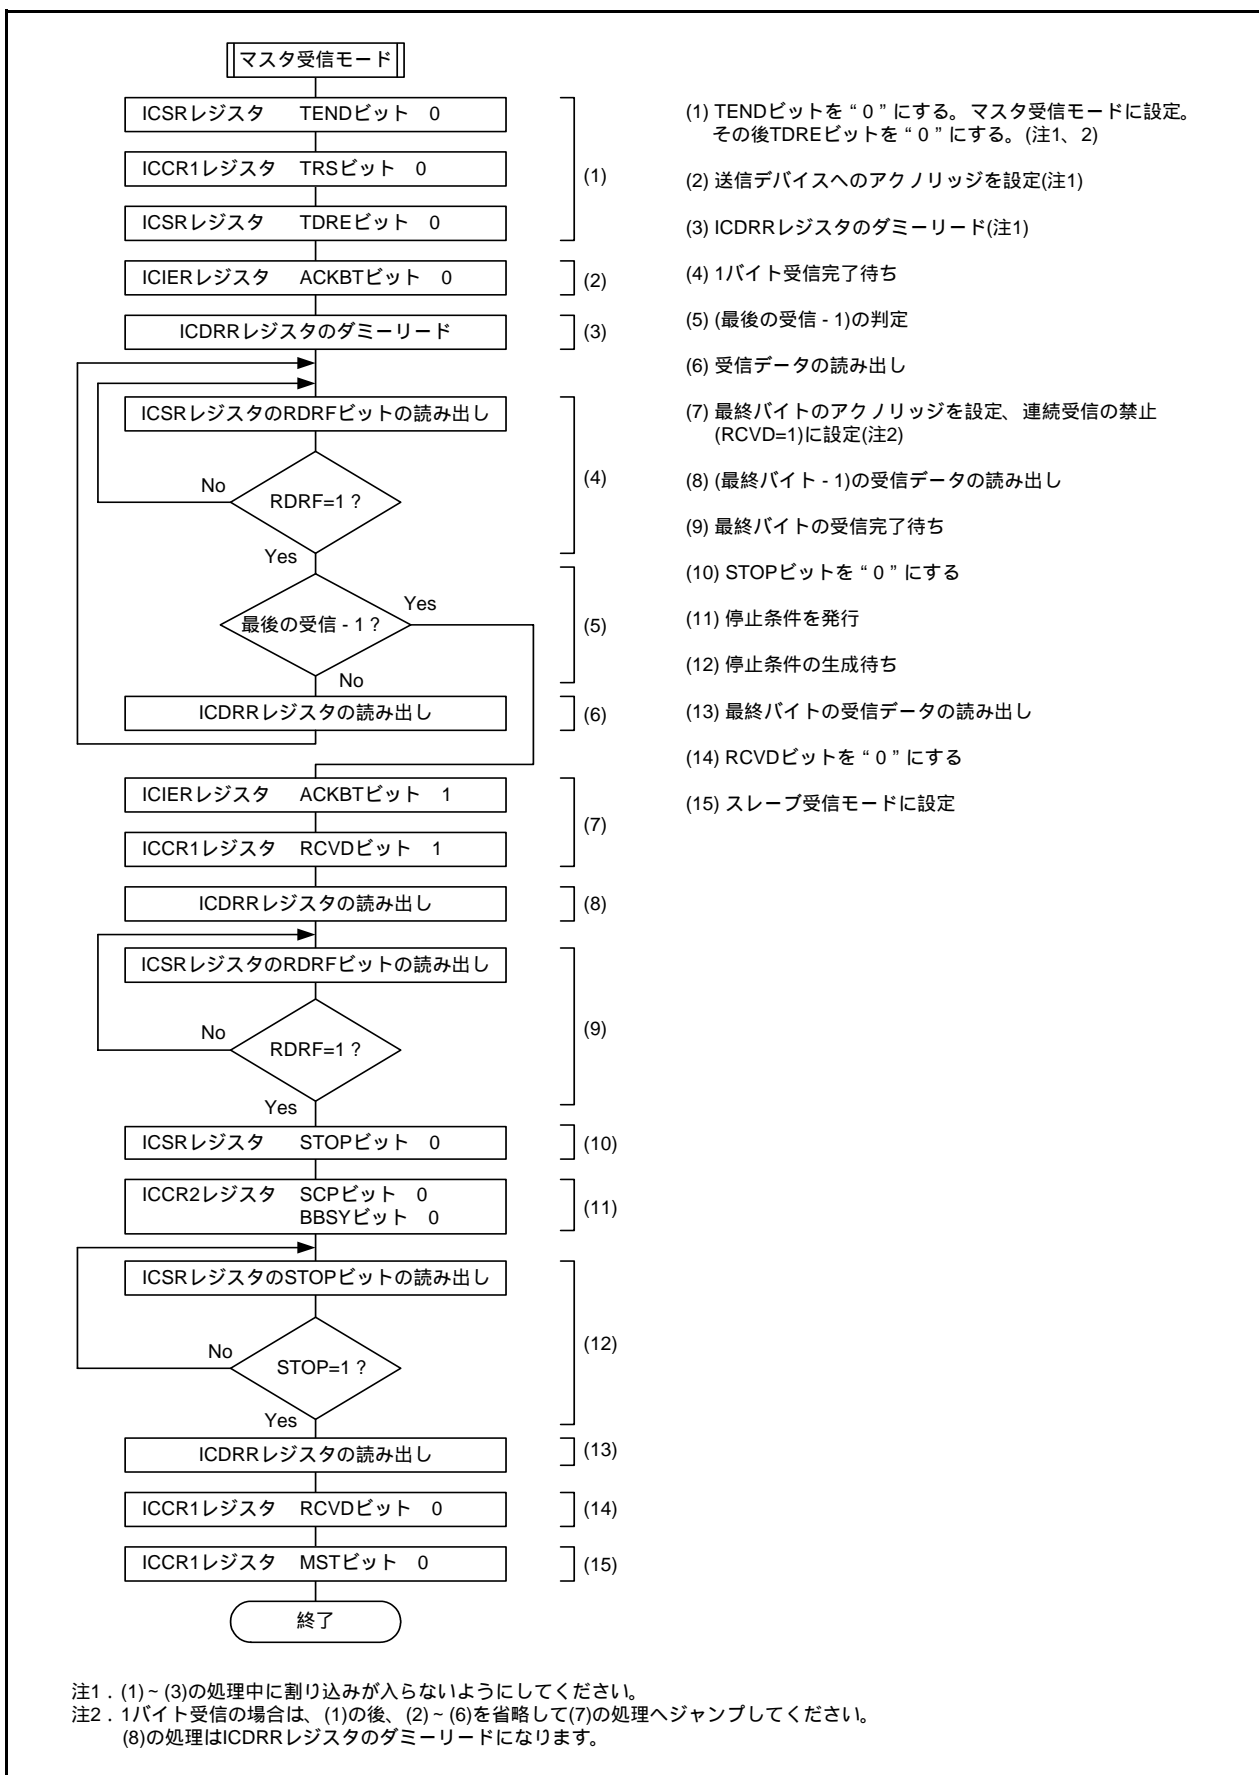 マスタ受信モード
ICSRレジスタ TENDビット 0
ICCR1レジスタ TRSビット 0
ICSRレジスタ TDREビット 0
(1)
ICIERレジスタ ACKBTビット 0
(2)
ICDRRレジスタのダミーリード
(3)
ICSRレジスタのRDRFビットの読み出し
No
RDRF=1 ?
(4)
Yes
最後の受信 - 1 ?
Yes
(5)
No
ICDRRレジスタの読み出し
(6)
ICIERレジスタ ACKBTビット 1
ICCR1レジスタ RCVDビット 1
(7)
ICDRRレジスタの読み出し
(8)
ICSRレジスタのRDRFビットの読み出し
No
RDRF=1 ?
(9)
Yes
ICSRレジスタ STOPビット 0
(10)
ICCR2レジスタ SCPビット 0
BBSYビット 0
(11)
ICSRレジスタのSTOPビットの読み出し
No
STOP=1 ?
(12)
Yes
ICDRRレジスタの読み出し
(13)
ICCR1レジスタ RCVDビット 0
(14)
ICCR1レジスタ MSTビット 0
(15)
終了
(1) TENDビットを“ 0 ” にする。マスタ受信モードに設定。
その後TDREビットを“ 0 ” にする。(注1、2)
(2) 送信デバイスへのアクノリッジを設定(注1)
(3) ICDRRレジスタのダミーリード(注1)
(4) 1バイト受信完了待ち
(5) (最後の受信 - 1)の判定
(6) 受信データの読み出し
(7) 最終バイトのアクノリッジを設定、連続受信の禁止
(RCVD=1)に設定(注2)
(8) (最終バイト - 1)の受信データの読み出し
(9) 最終バイトの受信完了待ち
(10) STOPビットを“ 0 ” にする
(11) 停止条件を発行
(12) 停止条件の生成待ち
(13) 最終バイトの受信データの読み出し
(14) RCVDビットを“ 0 ” にする
(15) スレーブ受信モードに設定
注1．(1) ~ (3)の処理中に割り込みが入らないようにしてください。
注2．1バイト受信の場合は、(1)の後、(2) ~ (6)を省略して(7)の処理へジャンプしてください。
(8)の処理はICDRRレジスタのダミーリードになります。